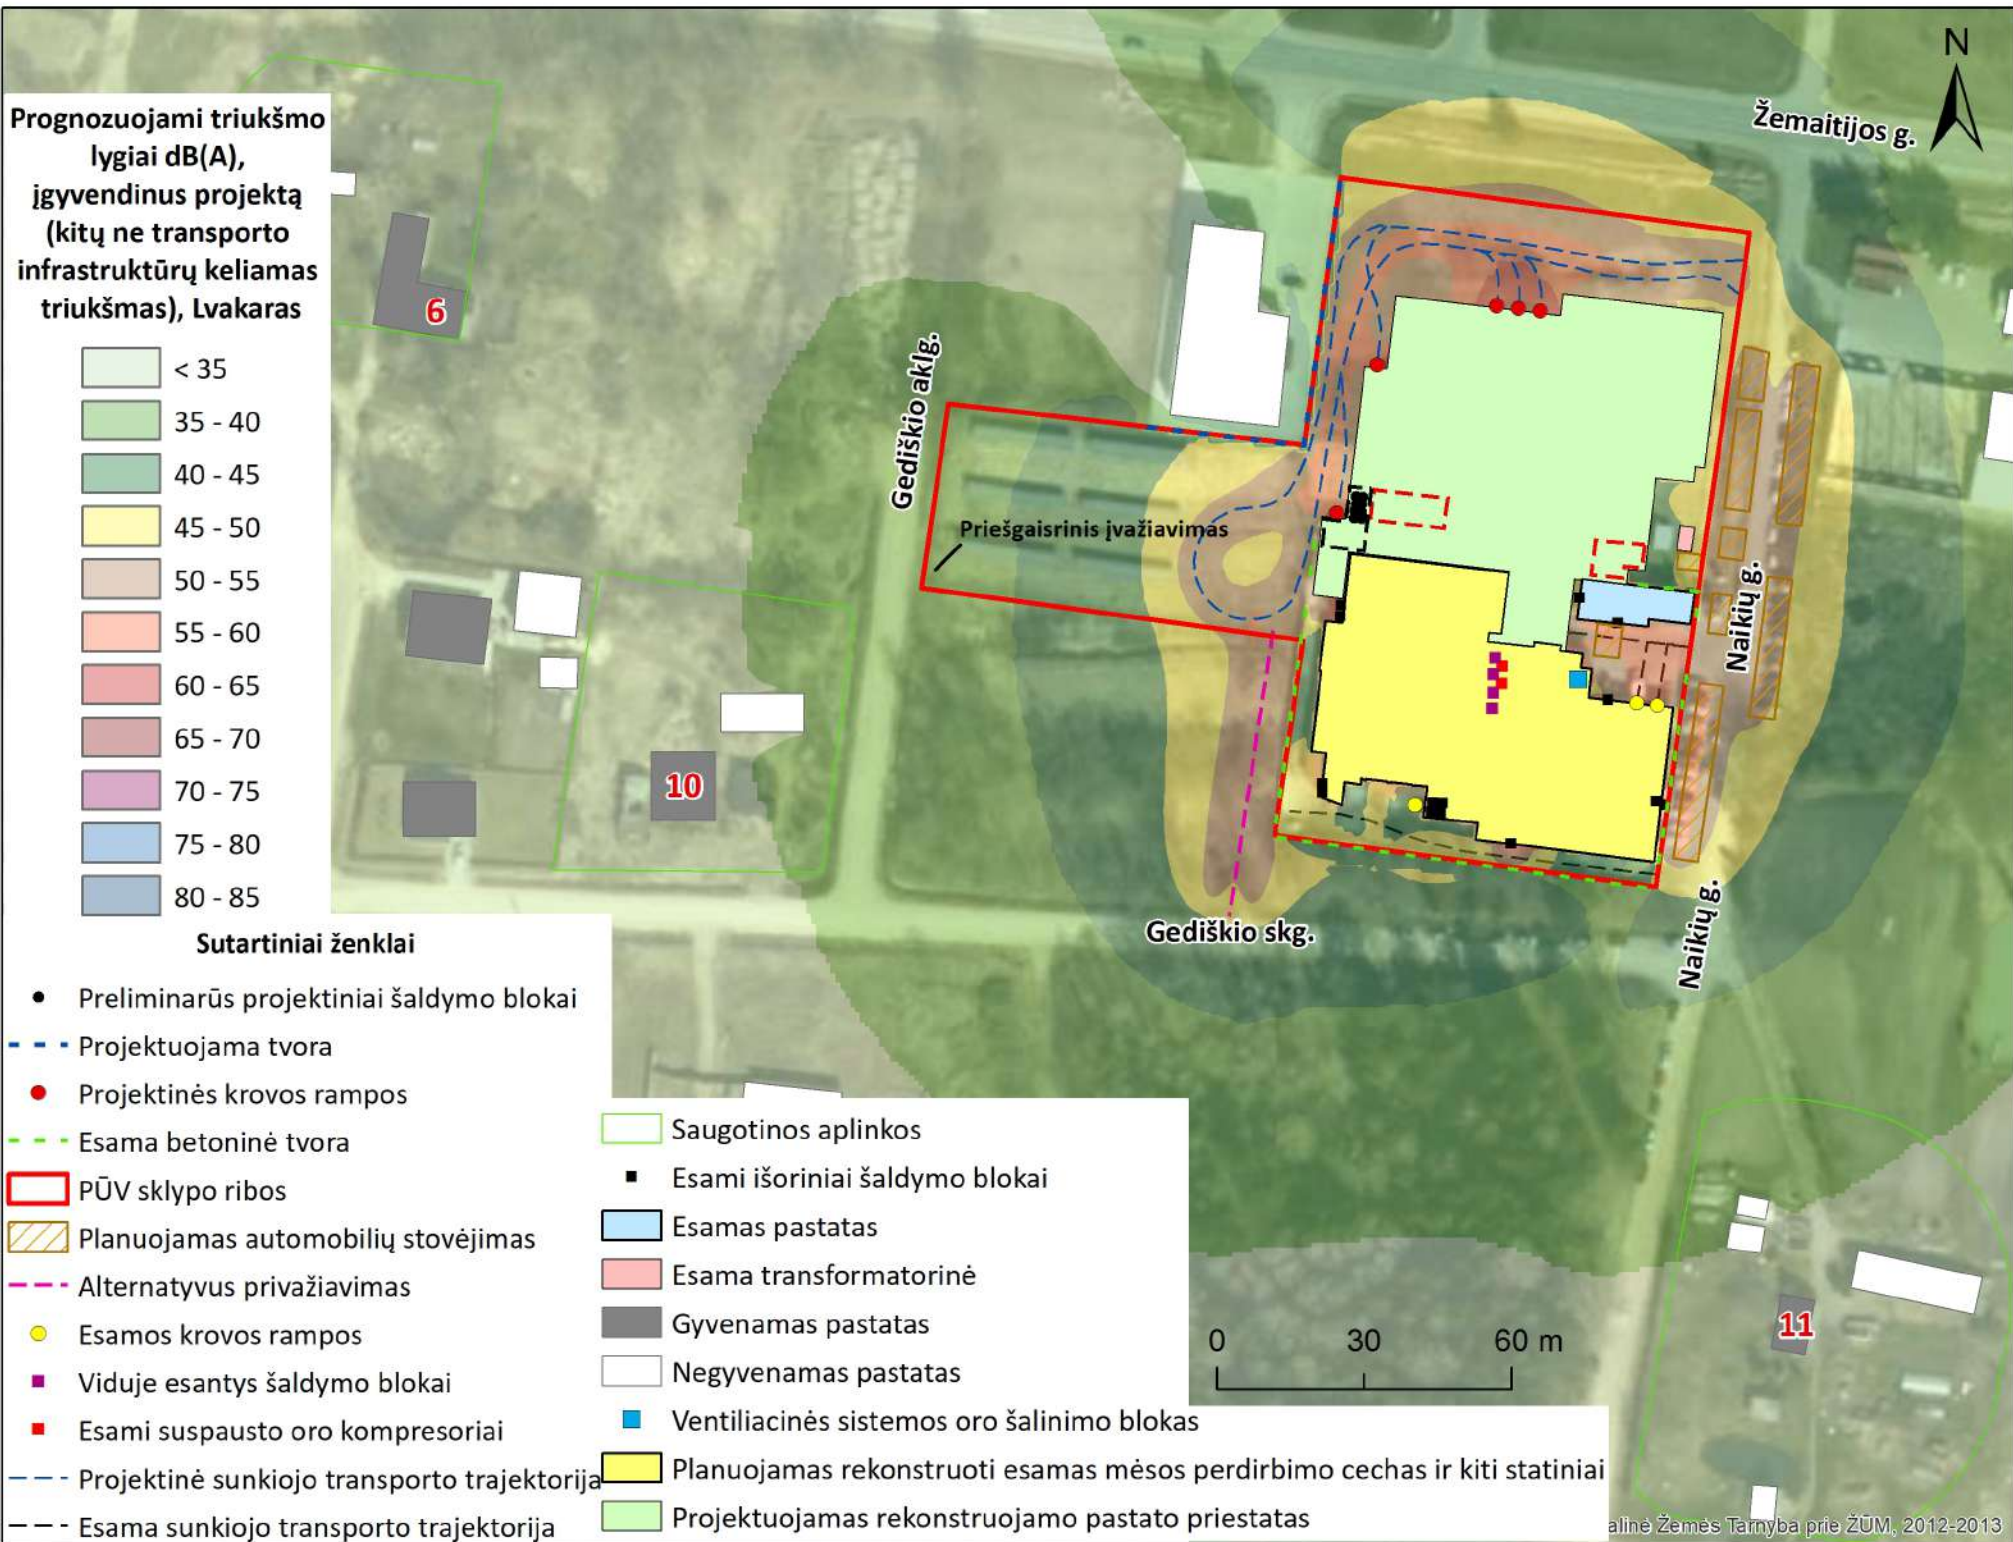 N
Žemaitijos g.
Prognozuojami triukšmo
lygiai dB(A),
įgyvendinus projektą
(kitų ne transporto
infrastruktūrų keliamas
triukšmas), Lvakaras
< 35
35 - 40
40 - 45
45 - 50
50 - 55
55 - 60
60 - 65
65 - 70
70 - 75
75 - 80
80 - 85
6
Gediškio aklg.
Priešgaisrinis įvažiavimas
Naikių g.
10
Gediškio skg.
Naikių g.
Sutartiniai ženklai
Preliminarūs projektiniai šaldymo blokai
Projektuojama tvora
Projektinės krovos rampos
Esama betoninė tvora
PŪV sklypo ribos
Planuojamas automobilių stovėjimas
Alternatyvus privažiavimas
Esamos krovos rampos
Viduje esantys šaldymo blokai
Esami suspausto oro kompresoriai
Projektinė sunkiojo transporto trajektorija
Esama sunkiojo transporto trajektorija
Saugotinos aplinkos
Esami išoriniai šaldymo blokai
Esamas pastatas
Esama transformatorinė
Gyvenamas pastatas
Negyvenamas pastatas
Ventiliacinės sistemos oro šalinimo blokas
Planuojamas rekonstruoti esamas mėsos perdirbimo cechas ir kiti statiniai
Projektuojamas rekonstruojamo pastato priestatas
0 30 60 m
11
alinė Žemės Tarnyba prie ŽŪM, 2012-2013